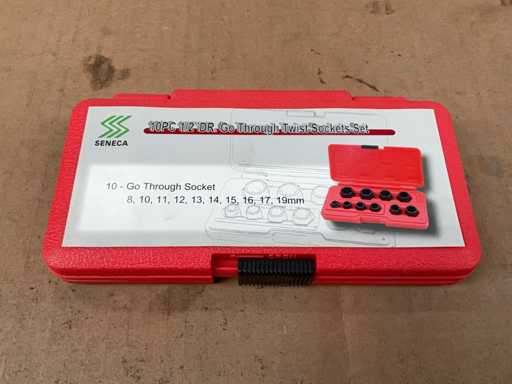 10PC 1/2"DR "Go Through Twist Sockets Set
SENECA
10 - Go Through Socket
8, 10, 11, 12, 13, 14, 15, 16, 17, 19mm